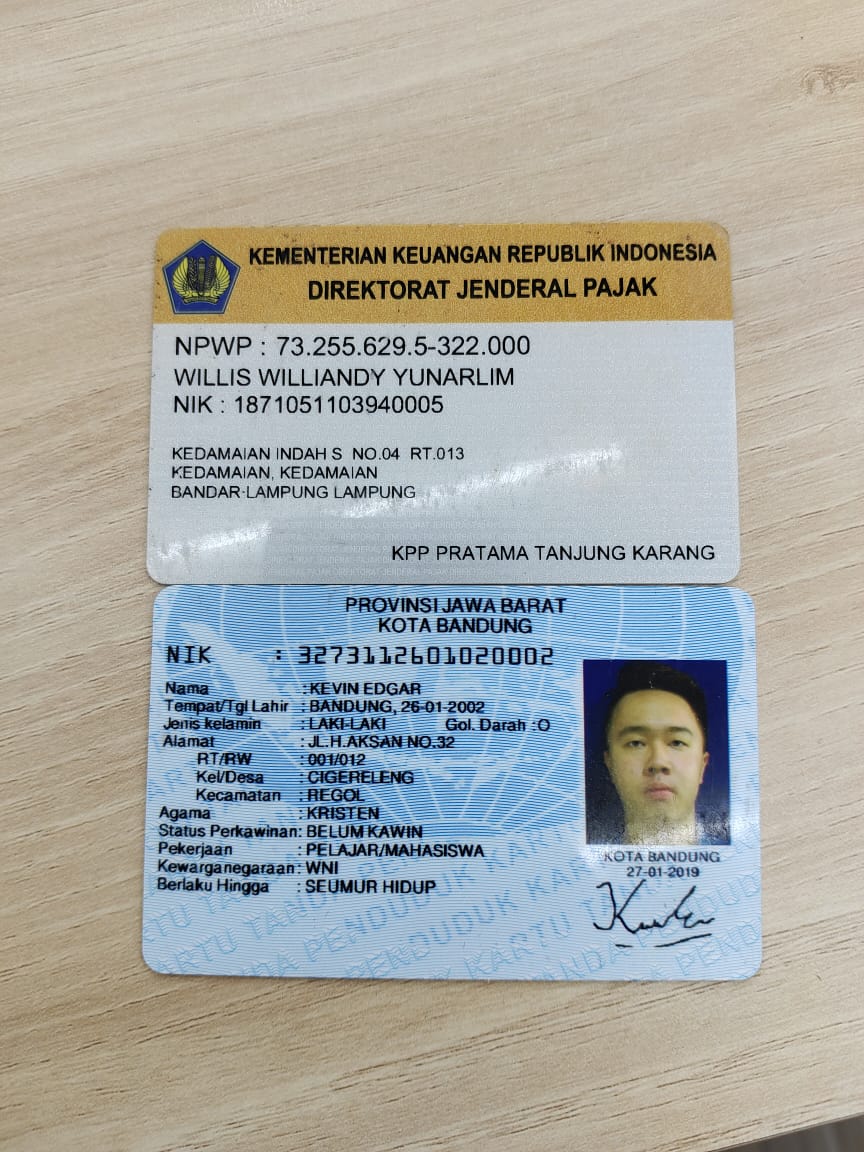 KEMENTERIAN KEUANGAN REPUBLIK INDONESIA
DIREKTORAT JENDERAL PAJAK
NPWP : 73.255.629.5-322.000
WILLIS WILLIANDY YUNARLIM
NIK : 1871051103940005
KEDAMAIAN INDAH S NO.04 RT.013
KEDAMAIAN, KEDAMAIAN
BANDAR LAMPUNG LAMPUNG
KPP PRATAMA TANJUNG KARANG
PROVINSI JAWA BARAT
KOTA BANDUNG
NIK : 3273112601020002
Nama : KEVIN EDGAR
Tempat/Tgl Lahir : BANDUNG, 26-01-2002
Jenis kelamin : LAKI-LAKI Gol. Darah : O
Alamat : JL.H.AKSAN NO.32
RT/RW : 001/012
Kel/Desa : CIGERELENG
Kecamatan : REGOL
Agama : KRISTEN
Status Perkawinan: BELUM KAWIN
Pekerjaan : PELAJAR/MAHASISWA
Kewarganegaraan: WNI
Berlaku Hingga : SEUMUR HIDUP
KOTA BANDUNG
27-01-2019